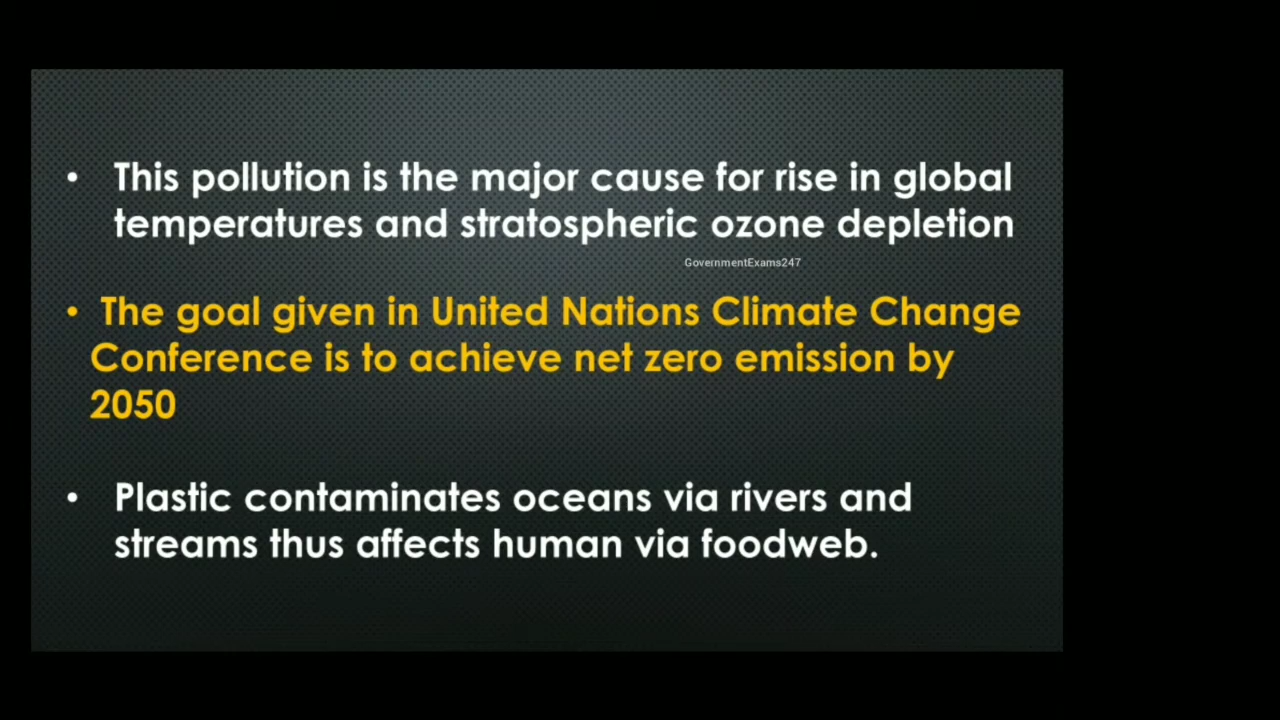 • This pollution is the major cause for rise in global
temperatures and stratospheric ozone depletion
GovernmentExams247
• The goal given in United Nations Climate Change
Conference is to achieve net zero emission by
2050
• Plastic contaminates oceans via rivers and
streams thus affects human via foodweb.